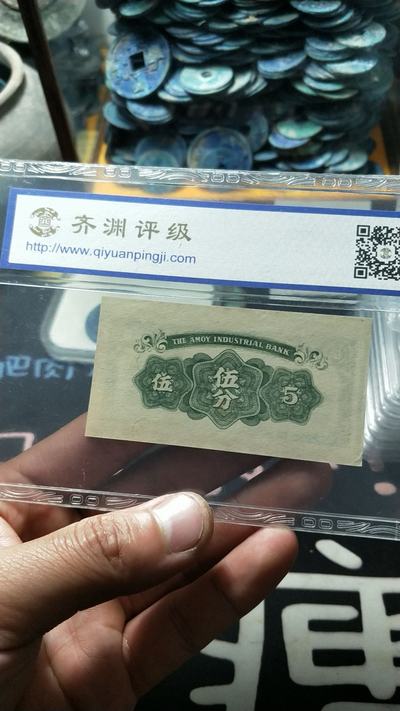 齐渊评级
http://www.qiyuanpingji.com
THE AMOY INDUSTRIAL BANK
伍
伍分
5